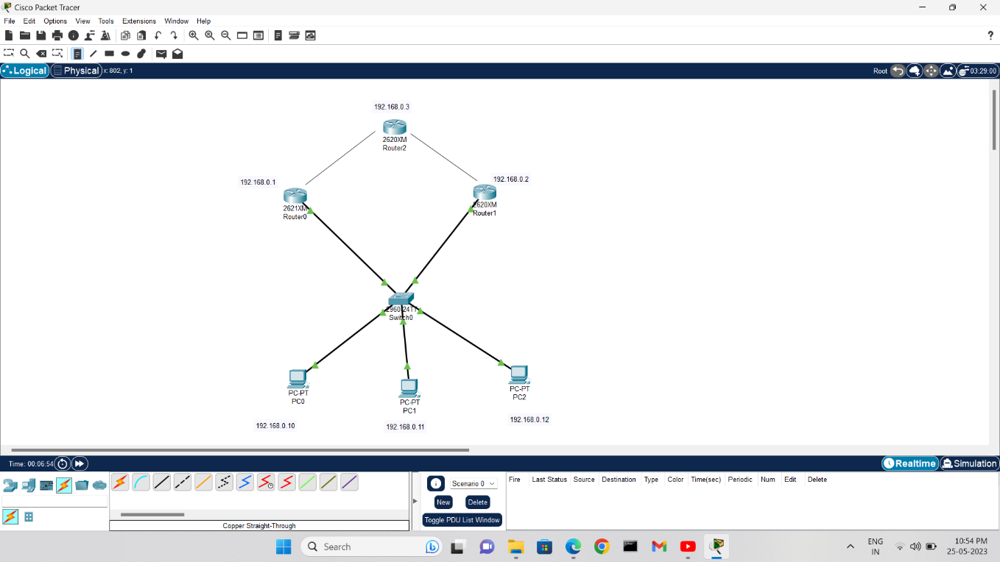 Cisco Packet Tracer
File Edit Options View Tools Extensions Window Help
?
Logical Physical x: 802, y: 1 Root 03:29:00
192.168.0.3
2620XM
Router2
192.168.0.1
192.168.0.2
2621XM
Router0
2620XM
Router1
2960-24TT
Switch0
PC-PT
PC0
PC-PT
PC1
PC-PT
PC2
192.168.0.10
192.168.0.11
192.168.0.12
Time: 00:06:54 Realtime Simulation
Scenario 0
New Delete
Toggle PDU List Window
Fire Last Status Source Destination Type Color Time(sec) Periodic Num Edit Delete
Copper Straight-Through
Search
ENG
IN
10:54 PM
25-05-2023